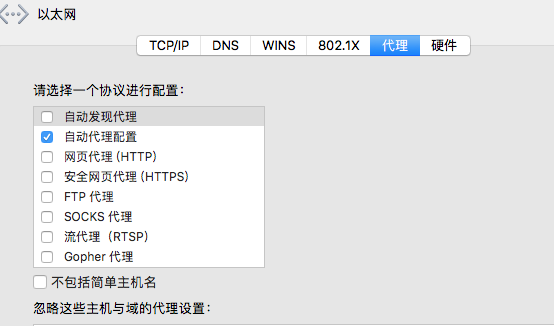 以太网
TCP/IP DNS WINS 802.1X 代理 硬件
请选择一个协议进行配置：
自动发现代理
自动代理配置
网页代理 (HTTP)
安全网页代理 (HTTPS)
FTP 代理
SOCKS 代理
流代理（RTSP）
Gopher 代理
不包括简单主机名
忽略这些主机与域的代理设置：